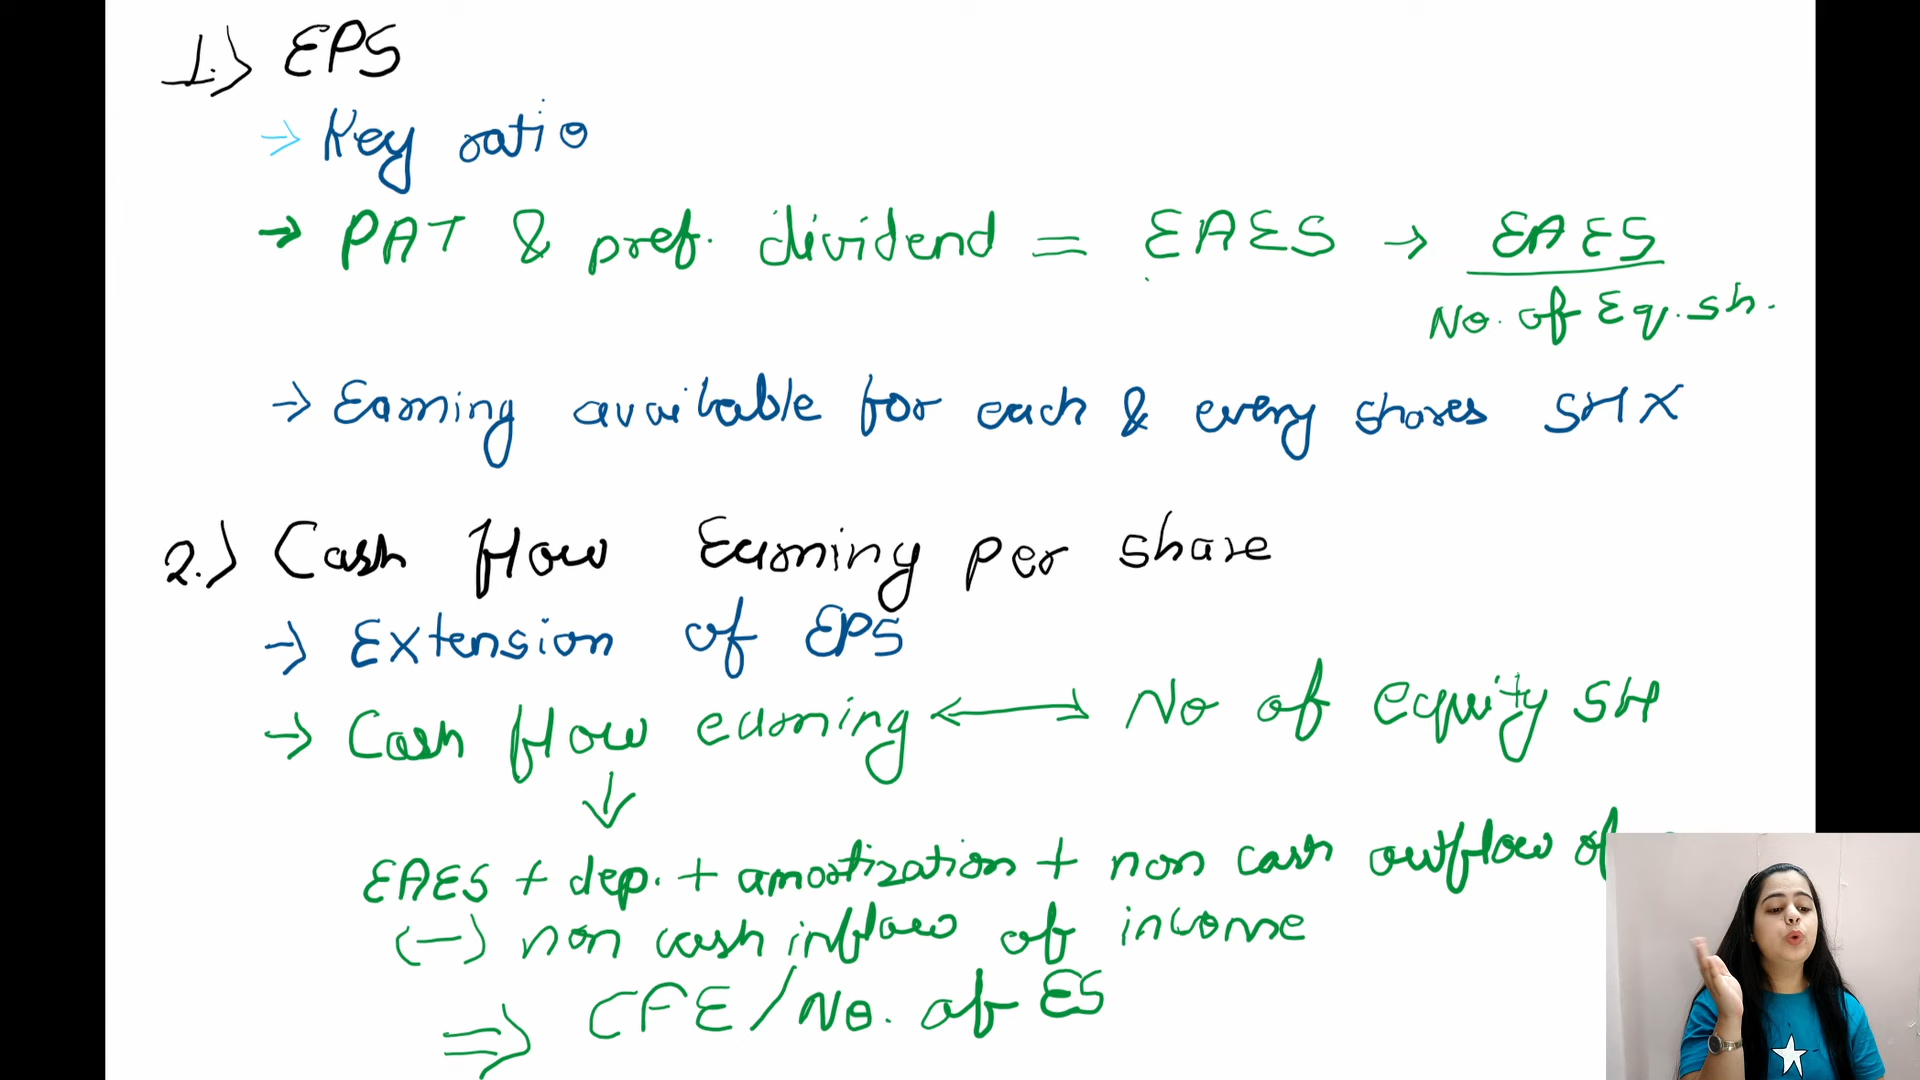 1.) EPS
→ Key ratio
→ PAT & pref. dividend = EAES → EAES
No. of Eq. sh.
→ Earning available for each & every shares SH X
2.) Cash flow Earning per share
→ Extension of EPS
→ Cash flow earning ↔ No of equity SH
↓
EAES + dep. + amortization + non cash outflow of
(-) non cash inflow of income
⇒ CFE / No. of ES